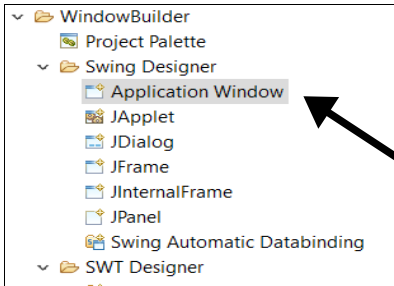 WindowBuilder
Project Palette
Swing Designer
Application Window
JApplet
JDialog
JFrame
JInternalFrame
JPanel
Swing Automatic Databinding
SWT Designer